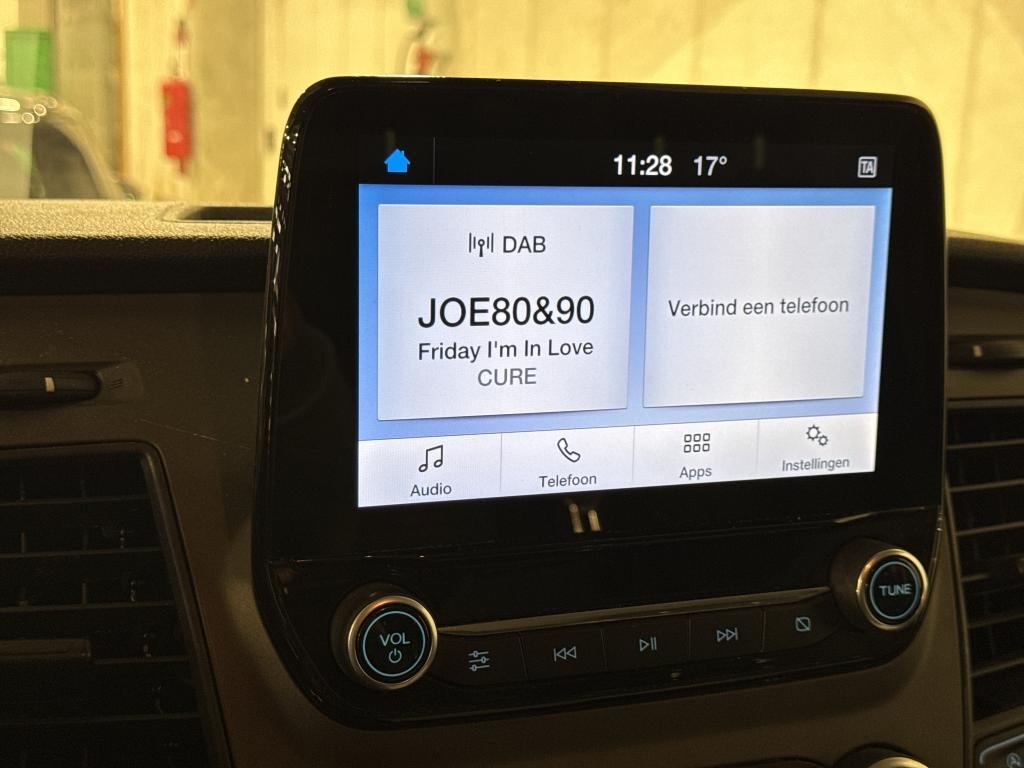 11:28 17° TA
DAB
JOE80&90
Friday I'm In Love
CURE
Verbind een telefoon
Audio
Telefoon
Apps
Instellingen
VOL
TUNE